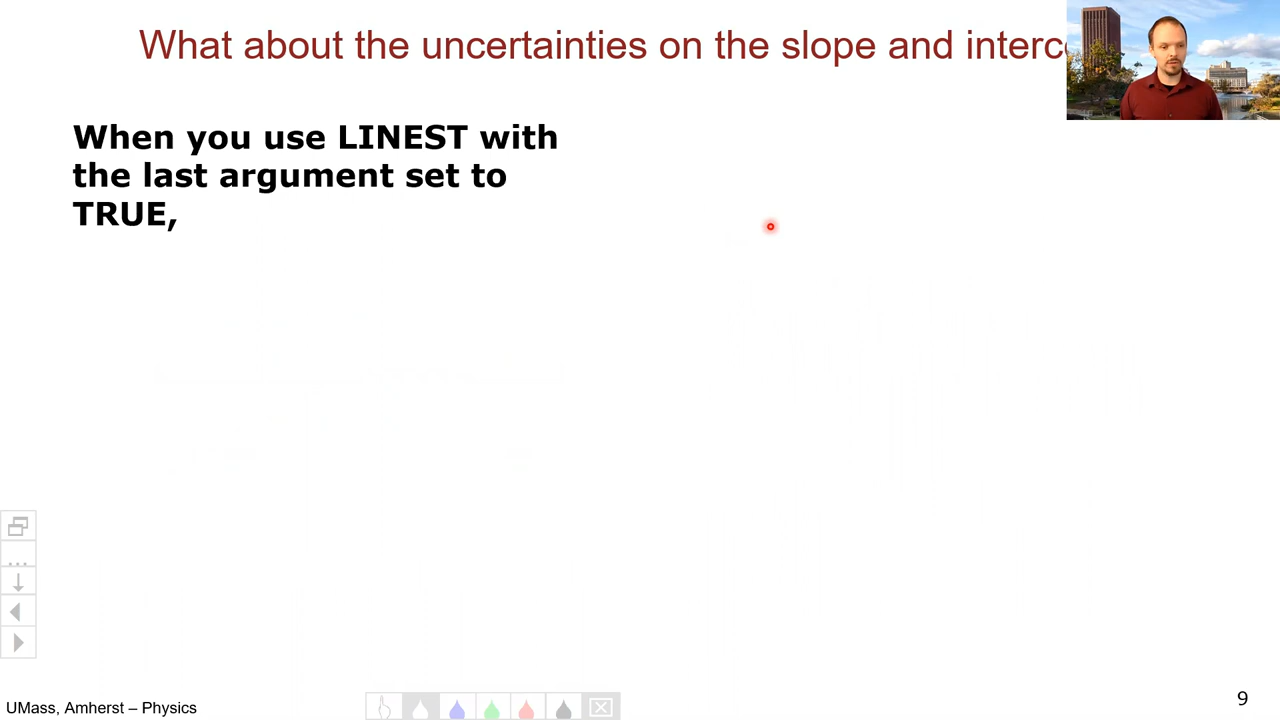 What about the uncertainties on the slope and interc
When you use LINEST with
the last argument set to
TRUE,
UMass, Amherst – Physics
9